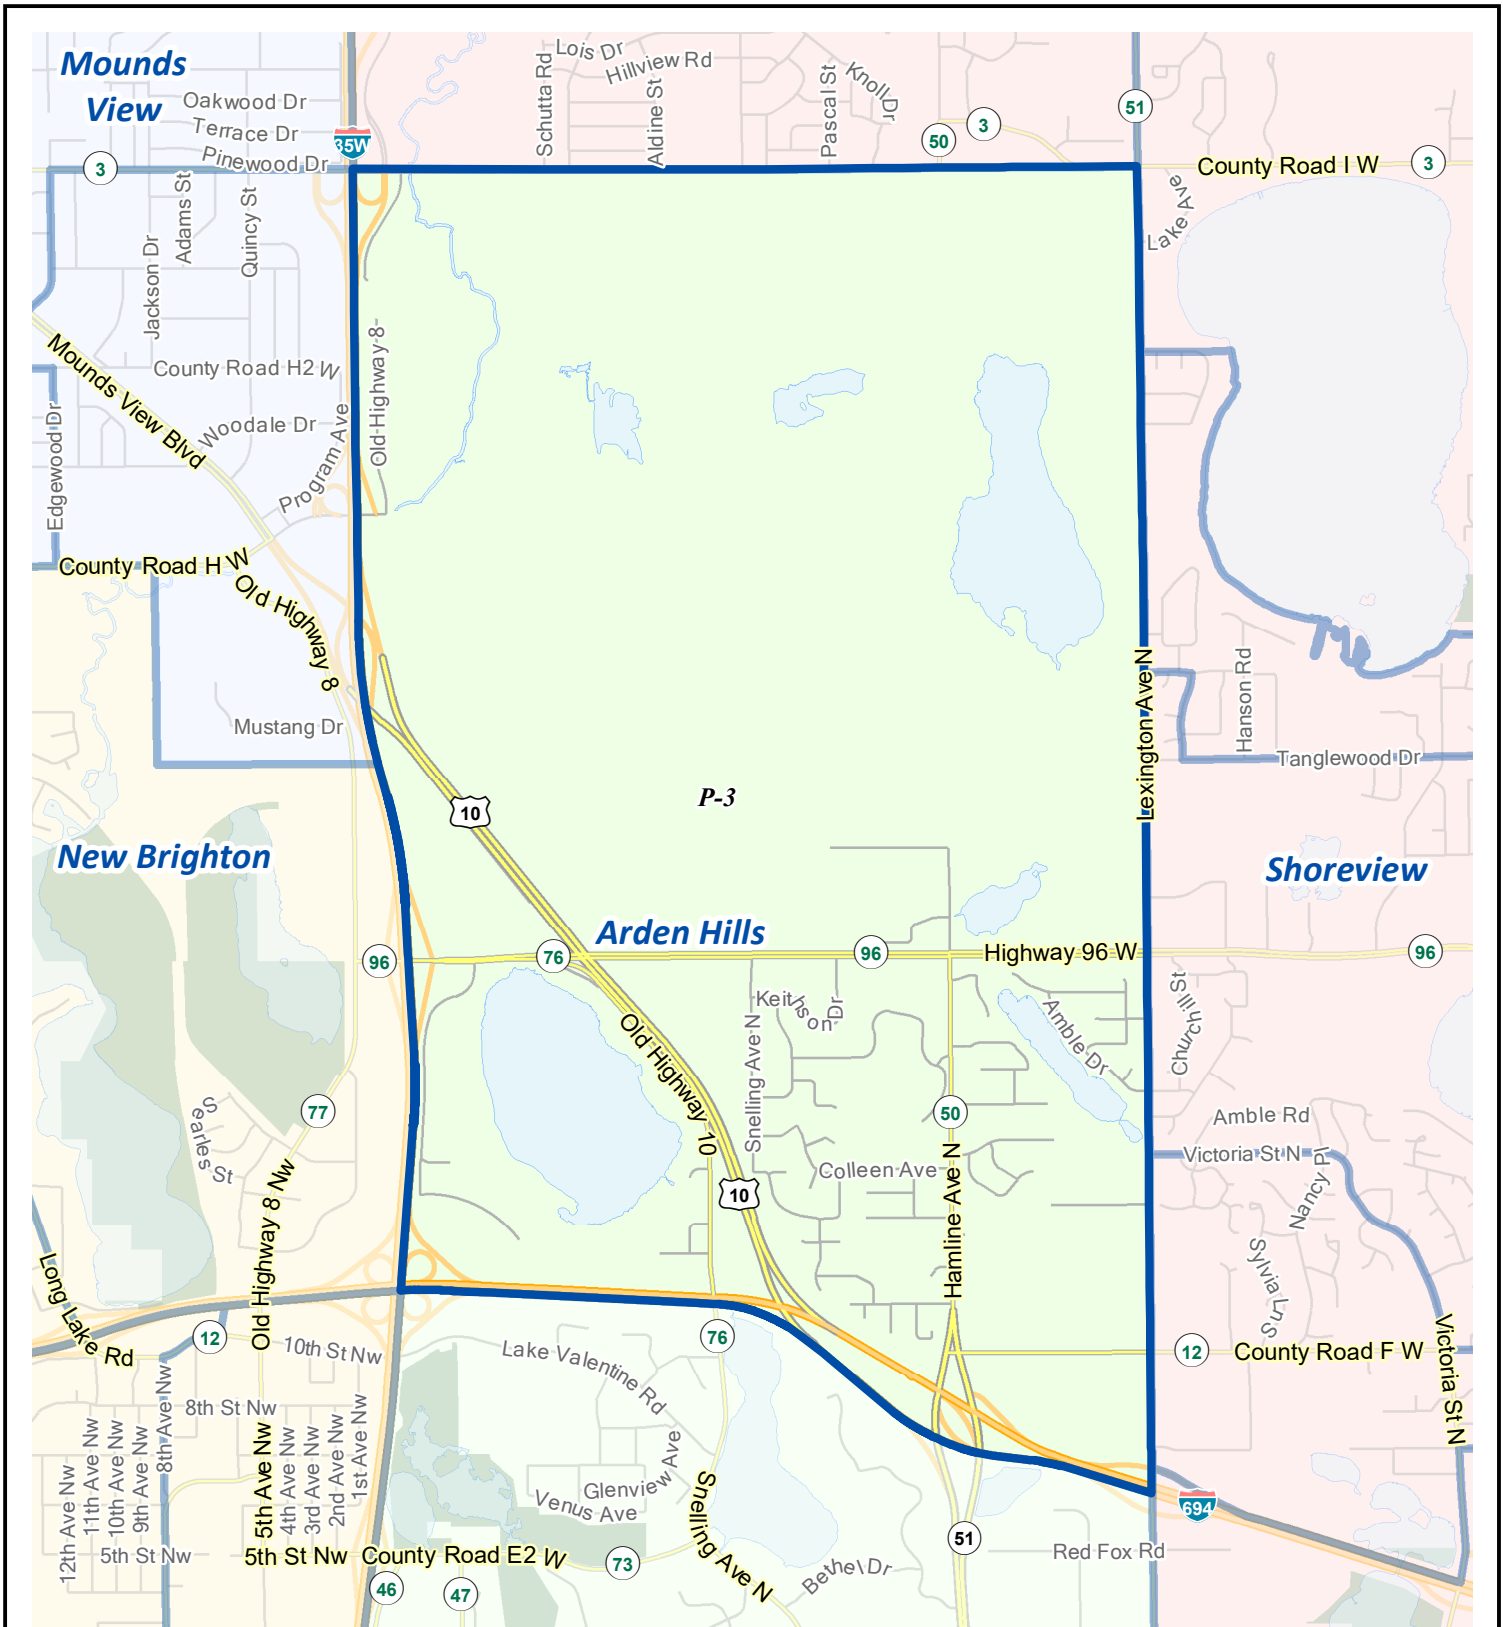 Mounds
View
Oakwood Dr
Terrace Dr
Pinewood Dr
35W
3
Adams St
Quincy St
Jackson Dr
Lois Dr
Hillview Rd
Schutta Rd
Aldine St
Pascal St
Knoll Dr
50
3
51
County Road I W
3
Lake Ave
Old Highway 8
County Road H2 W
Mounds View Blvd
Woodale Dr
Program Ave
Edgewood Dr
County Road H W
Old Highway 8
Mustang Dr
Lexington Ave N
Hanson Rd
Tanglewood Dr
10
P-3
New Brighton
Shoreview
Arden Hills
96
76
96
Highway 96 W
96
Keithson Dr
Old Highway 10
Snelling Ave N
Amble Dr
Churchill St
77
Searles St
50
Amble Rd
Victoria St N
Nancy Pl
Colleen Ave
10
Hamline Ave N
Old Highway 8 Nw
Sylvia Ln S
Long Lake Rd
12
10th St Nw
76
Lake Valentine Rd
12
County Road F W
Victoria St N
8th St Nw
8th Ave Nw
12th Ave Nw
11th Ave Nw
10th Ave Nw
9th Ave Nw
5th Ave Nw
4th Ave Nw
3rd Ave Nw
2nd Ave Nw
1st Ave Nw
Glenview Ave
Venus Ave
Snelling Ave N
694
51
Red Fox Rd
5th St Nw
5th St Nw
County Road E2 W
73
Bethel Dr
46
47